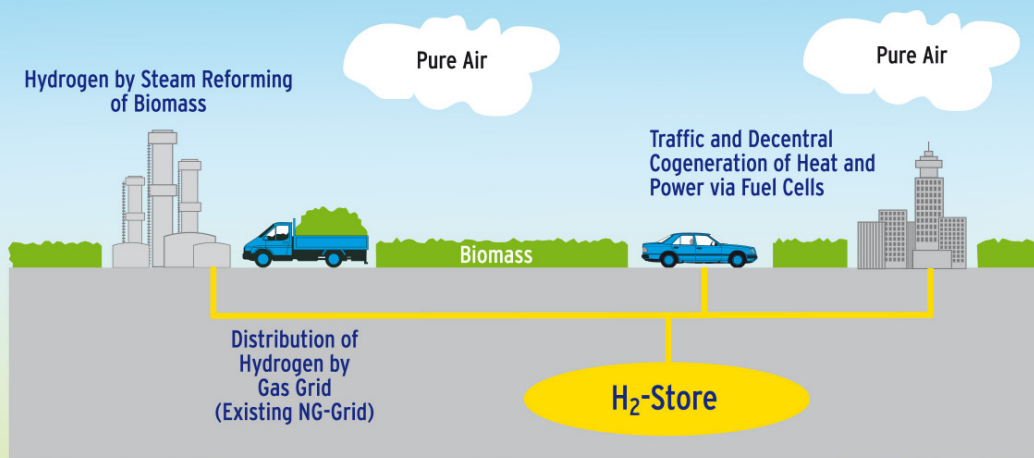 Pure Air
Pure Air
Hydrogen by Steam Reforming
of Biomass
Traffic and Decentral
Cogeneration of Heat and
Power via Fuel Cells
Biomass
Distribution of
Hydrogen by
Gas Grid
(Existing NG-Grid)
H₂-Store